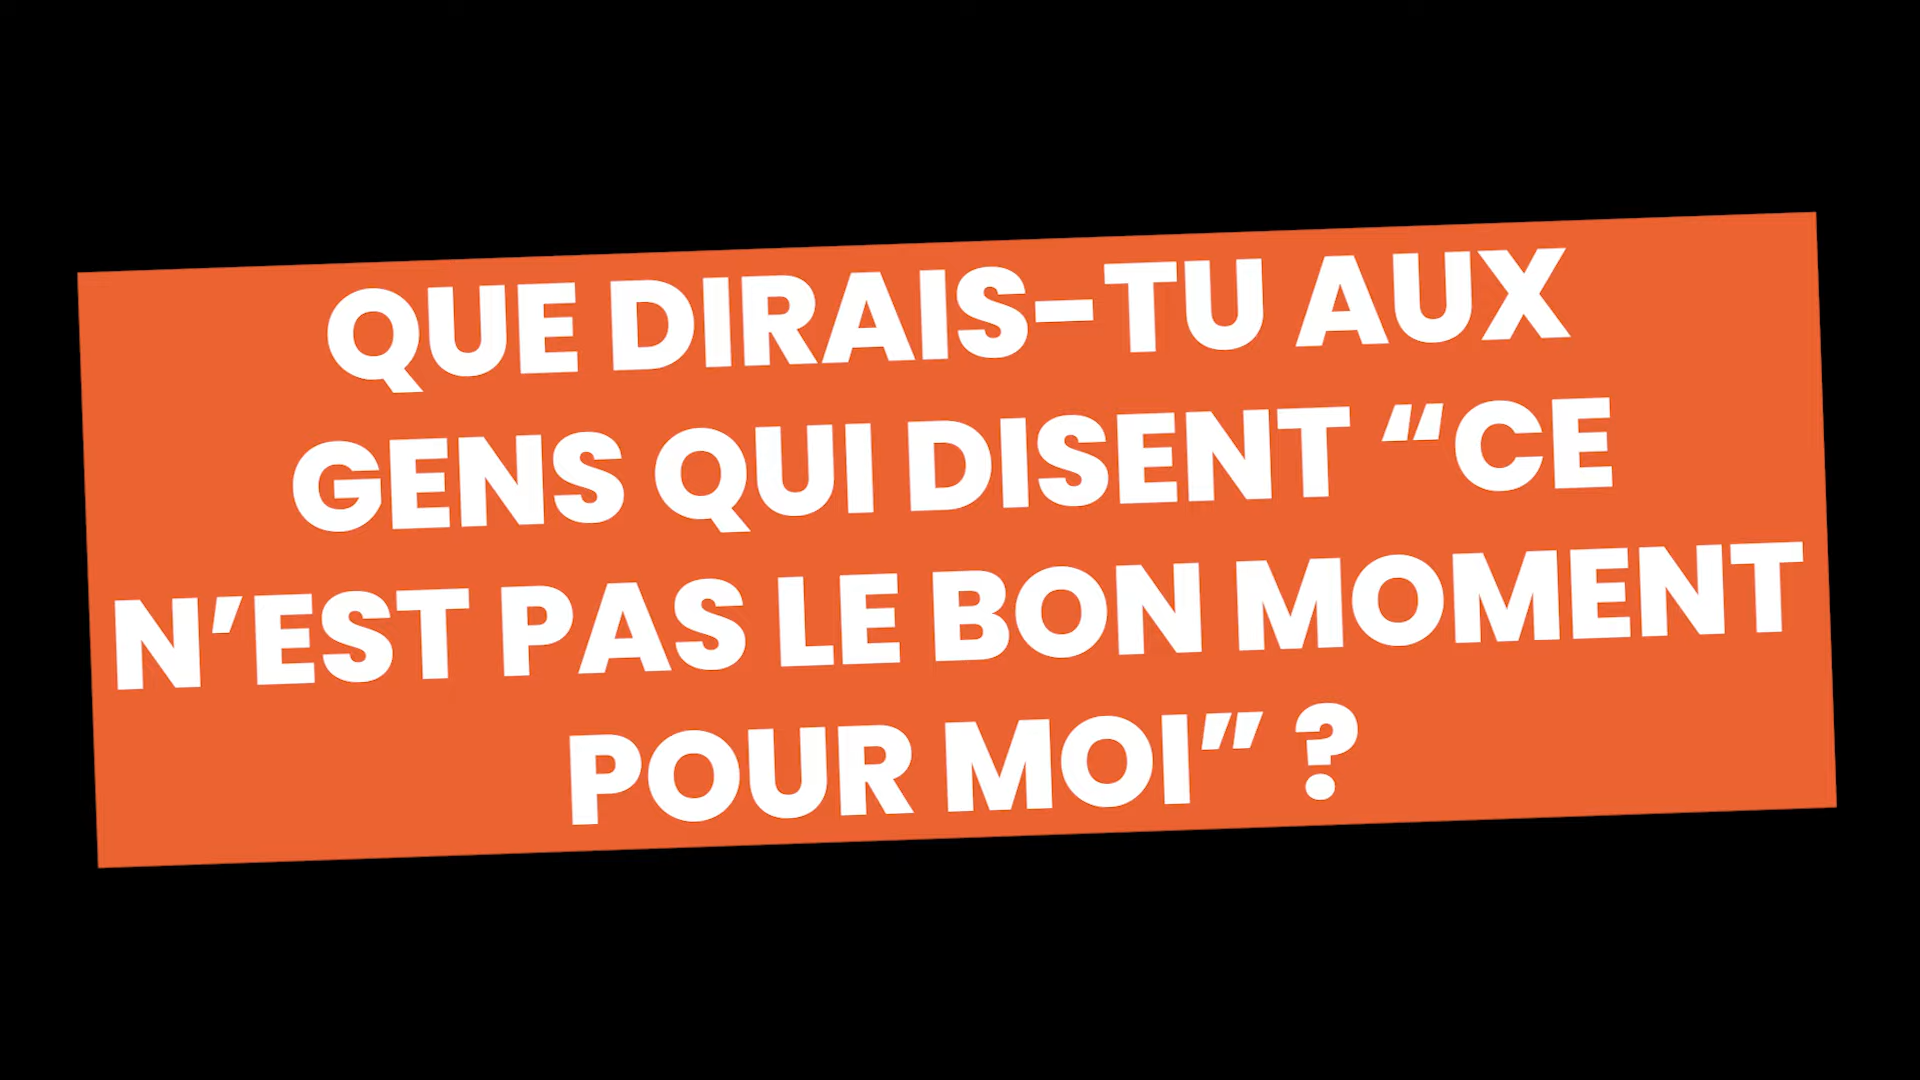 QUE DIRAIS-TU AUX
GENS QUI DISENT “CE
N’EST PAS LE BON MOMENT
POUR MOI” ?